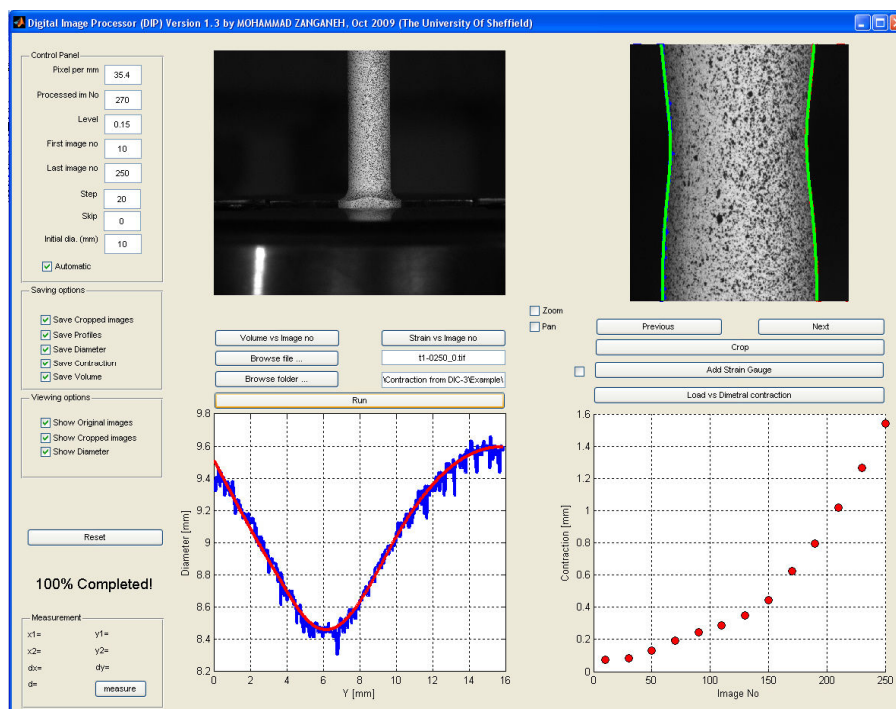 Digital Image Processor (DIP) Version 1.3 by MOHAMMAD ZANGANEH, Oct 2009 (The University Of Sheffield)
Control Panel
Pixel per mm 35.4
Processed im No 270
Level 0.15
First image no 10
Last image no 250
Step 20
Skip 0
Initial dia. (mm) 10
Automatic
Saving options
Save Cropped images
Save Profiles
Save Diameter
Save Contraction
Save Volume
Viewing options
Show Original images
Show Cropped images
Show Diameter
Reset
100% Completed!
Measurement
x1= y1=
x2= y2=
dx= dy=
d= measure
Volume vs Image no Strain vs Image no
Browse file ... t1-0250_0.tif
Browse folder ... \Contraction from DIC-3\Example\
Run
Zoom
Pan
Previous Next
Crop
Add Strain Gauge
Load vs Dimetral contraction
9.8
9.6
9.4
9.2
9
8.8
8.6
8.4
8.2
Diameter [mm]
0 2 4 6 8 10 12 14 16
Y [mm]
1.6
1.4
1.2
1
0.8
0.6
0.4
0.2
0
Contraction [mm]
0 50 100 150 200 250
Image No